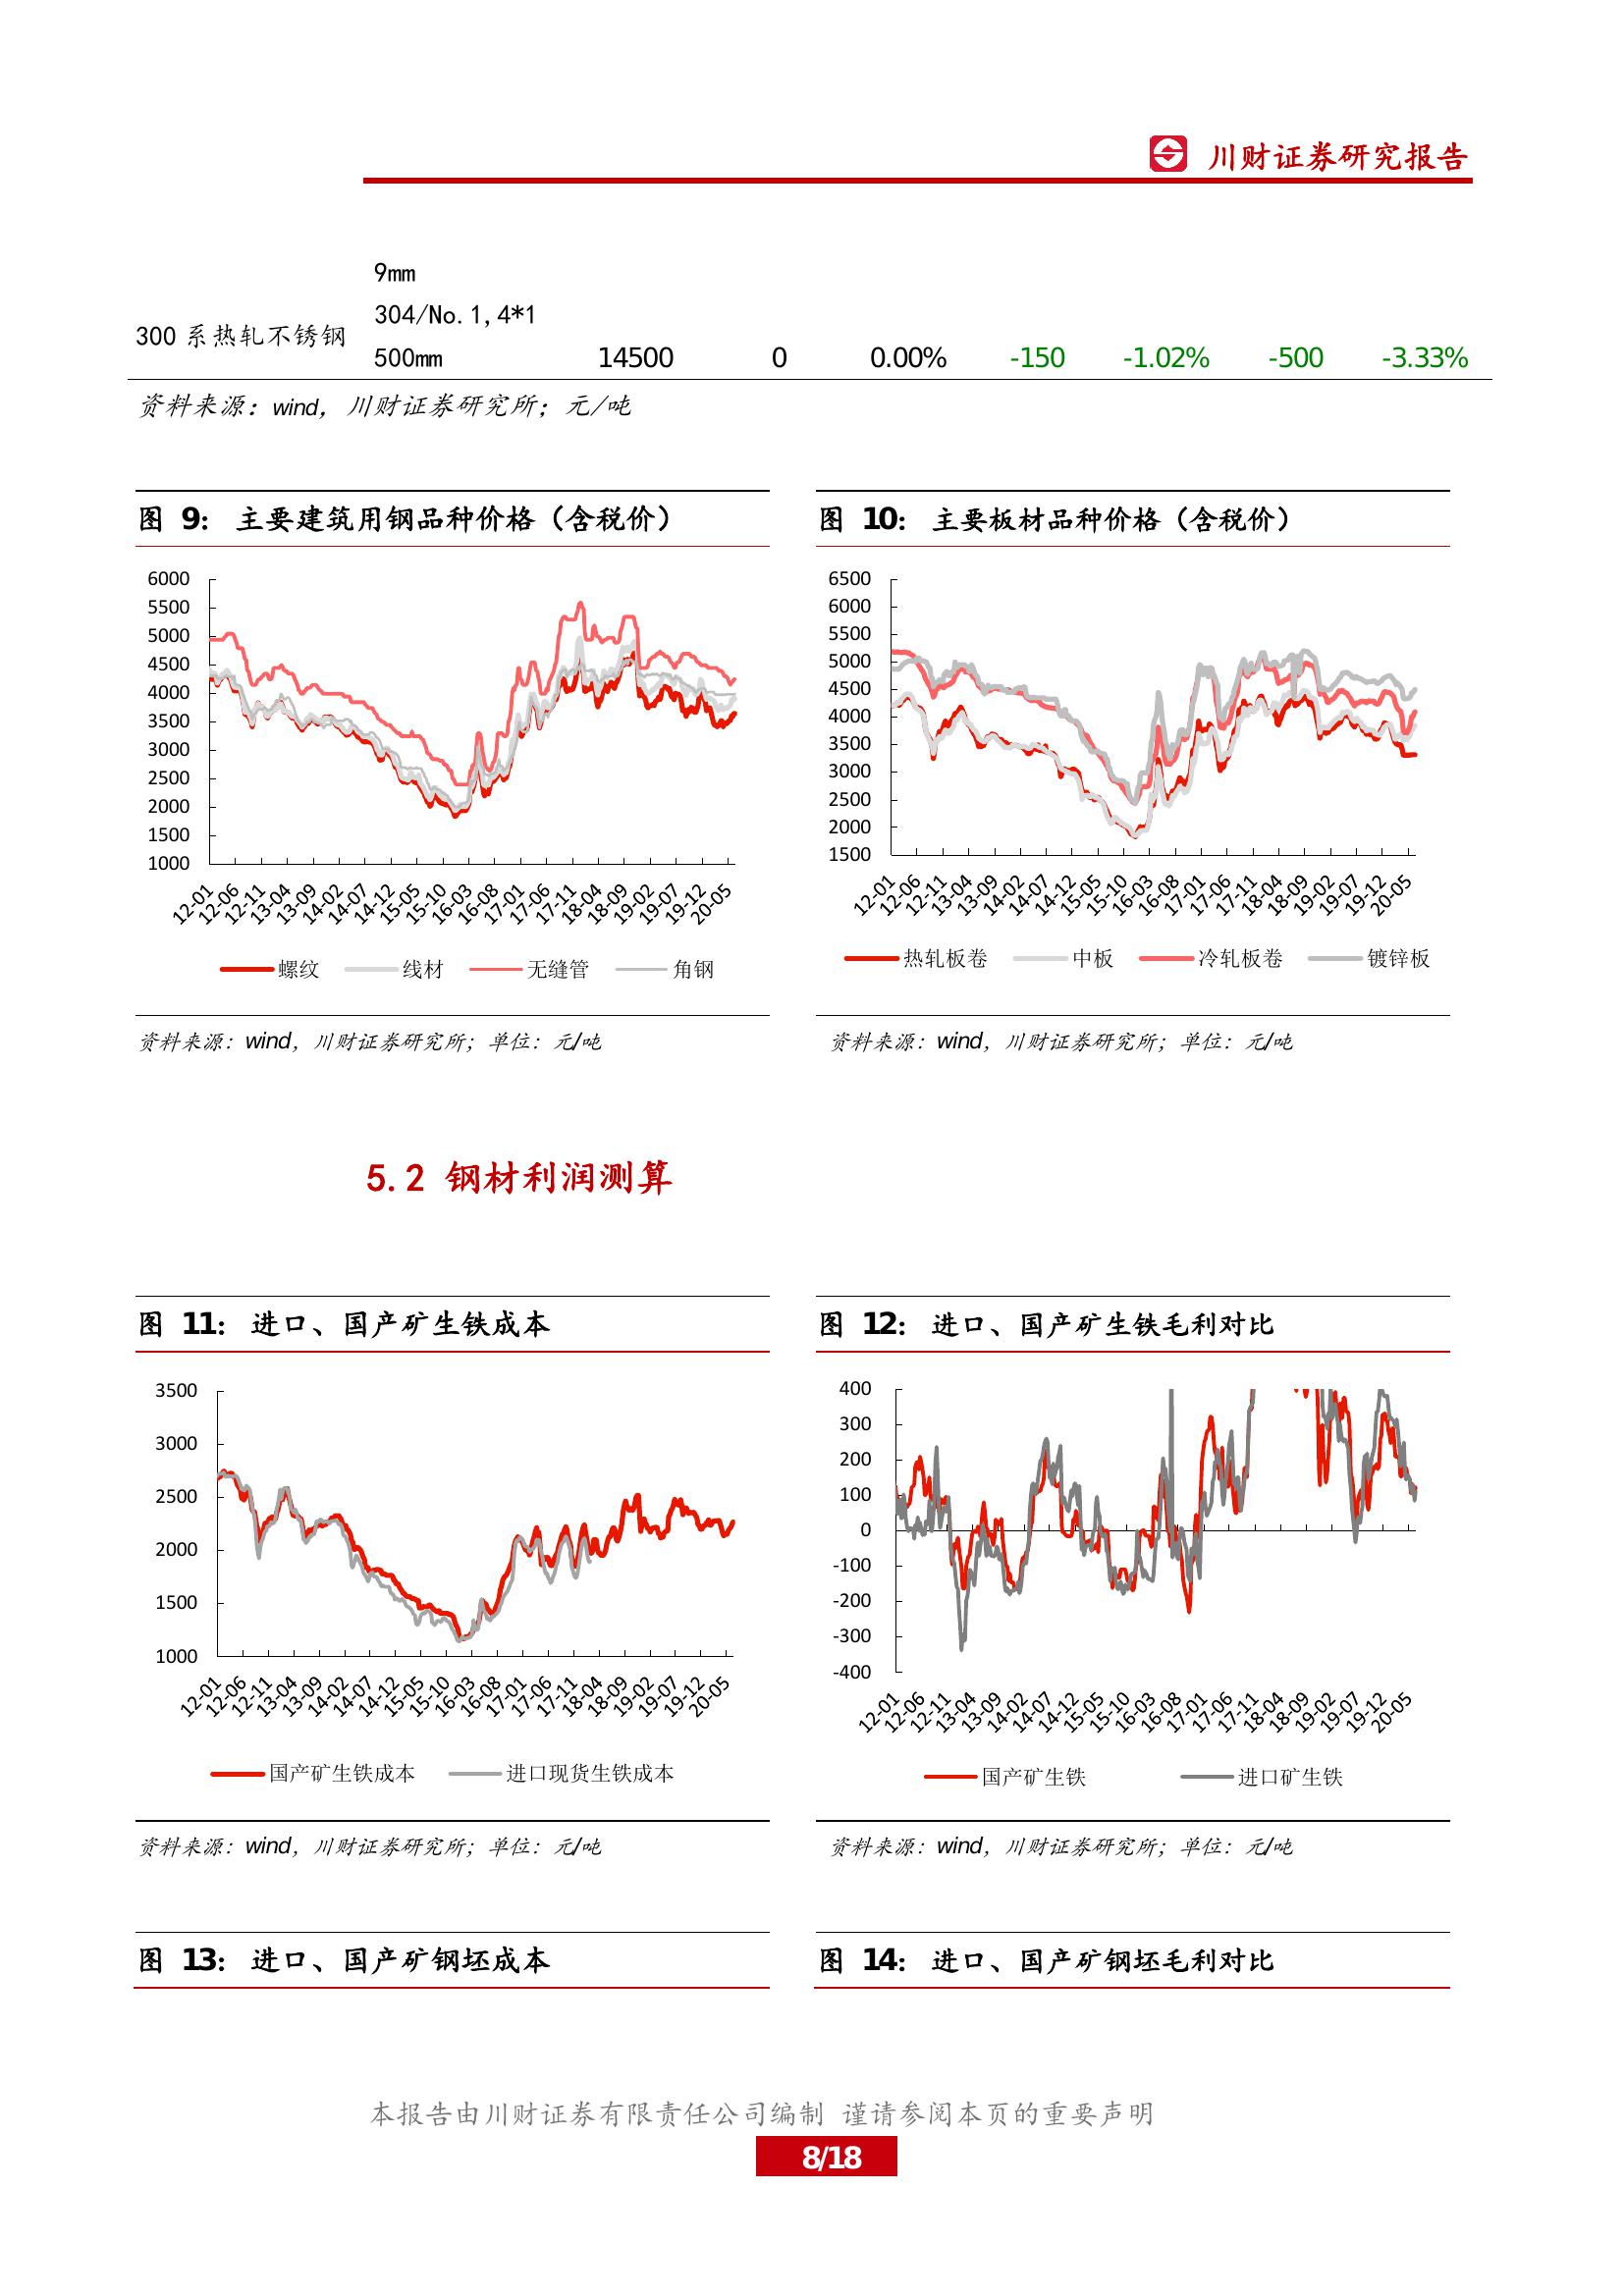 川财证券研究报告
9mm
300 系热轧不锈钢
304/No.1,4*1
500mm 14500 0 0.00% -150 -1.02% -500 -3.33%
资料来源：wind，川财证券研究所；元/吨
图 9： 主要建筑用钢品种价格（含税价）
6000
5500
5000
4500
4000
3500
3000
2500
2000
1500
1000
12-01 12-06 12-11 13-04 13-09 14-02 14-07 14-12 15-05 15-10 16-03 16-08 17-01 17-06 17-11 18-04 18-09 19-02 19-07 19-12 20-05
螺纹 线材 无缝管 角钢
资料来源：wind，川财证券研究所；单位：元/吨
图 10： 主要板材品种价格（含税价）
6500
6000
5500
5000
4500
4000
3500
3000
2500
2000
1500
12-01 12-06 12-11 13-04 13-09 14-02 14-07 14-12 15-05 15-10 16-03 16-08 17-01 17-06 17-11 18-04 18-09 19-02 19-07 19-12 20-05
热轧板卷 中板 冷轧板卷 镀锌板
资料来源：wind，川财证券研究所；单位：元/吨
5.2 钢材利润测算
图 11： 进口、国产矿生铁成本
3500
3000
2500
2000
1500
1000
12-01 12-06 12-11 13-04 13-09 14-02 14-07 14-12 15-05 15-10 16-03 16-08 17-01 17-06 17-11 18-04 18-09 19-02 19-07 19-12 20-05
国产矿生铁成本 进口现货生铁成本
资料来源：wind，川财证券研究所；单位：元/吨
图 12： 进口、国产矿生铁毛利对比
400
300
200
100
0
-100
-200
-300
-400
12-01 12-06 12-11 13-04 13-09 14-02 14-07 14-12 15-05 15-10 16-03 16-08 17-01 17-06 17-11 18-04 18-09 19-02 19-07 19-12 20-05
国产矿生铁 进口矿生铁
资料来源：wind，川财证券研究所；单位：元/吨
图 13： 进口、国产矿钢坯成本
图 14： 进口、国产矿钢坯毛利对比
本报告由川财证券有限责任公司编制 谨请参阅本页的重要声明
8/18